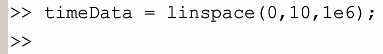 >> timeData = linspace(0,10,1e6);
>>